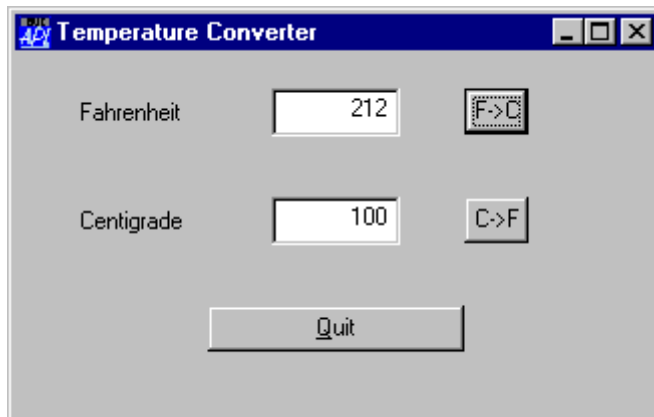 Temperature Converter
Fahrenheit 212 F->C
Centigrade 100 C->F
Quit